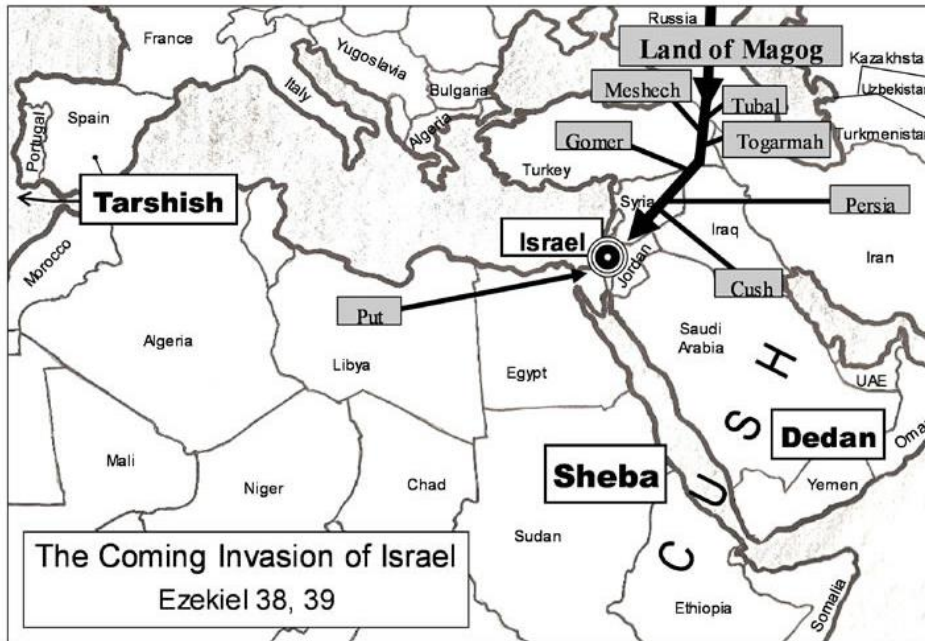 Russia
France
Land of Magog
Kazakhsta
Yugoslavia
Uzbekistan
Meshech
Italy
Bulgaria
Tubal
Spain
Portugal
Algeria
Turkmenistan
Gomer
Togarmah
Turkey
Tarshish
Syria
Persia
Israel
Iraq
Morocco
Jordan
Iran
Cush
Put
Saudi
Arabia
Algeria
Libya
Egypt
UAE
C U S H
Dedan
Oma
Mali
Sheba
Niger
Chad
Yemen
Sudan
The Coming Invasion of Israel
Ezekiel 38, 39
Ethiopia
Somalia